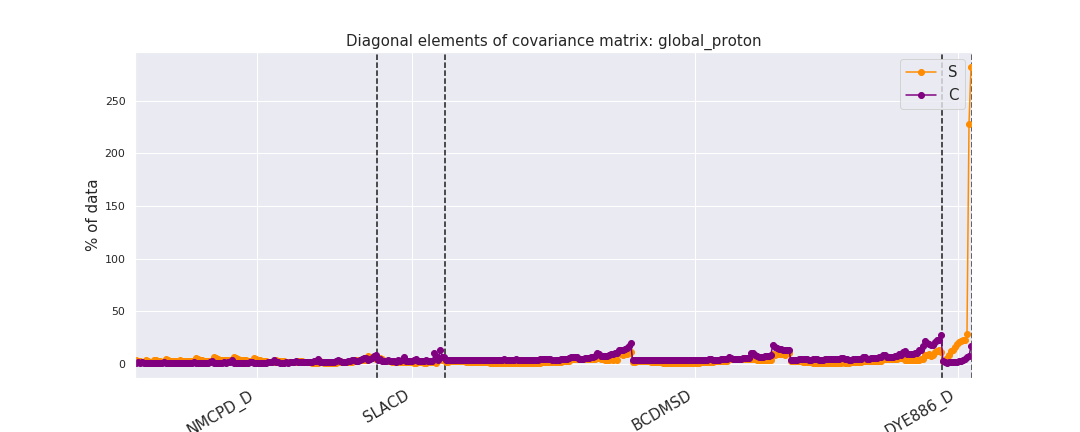 Diagonal elements of covariance matrix: global_proton
S
C
% of data
250
200
150
100
50
0
NMCPD_D
SLACD
BCDMSD
DYE886_D